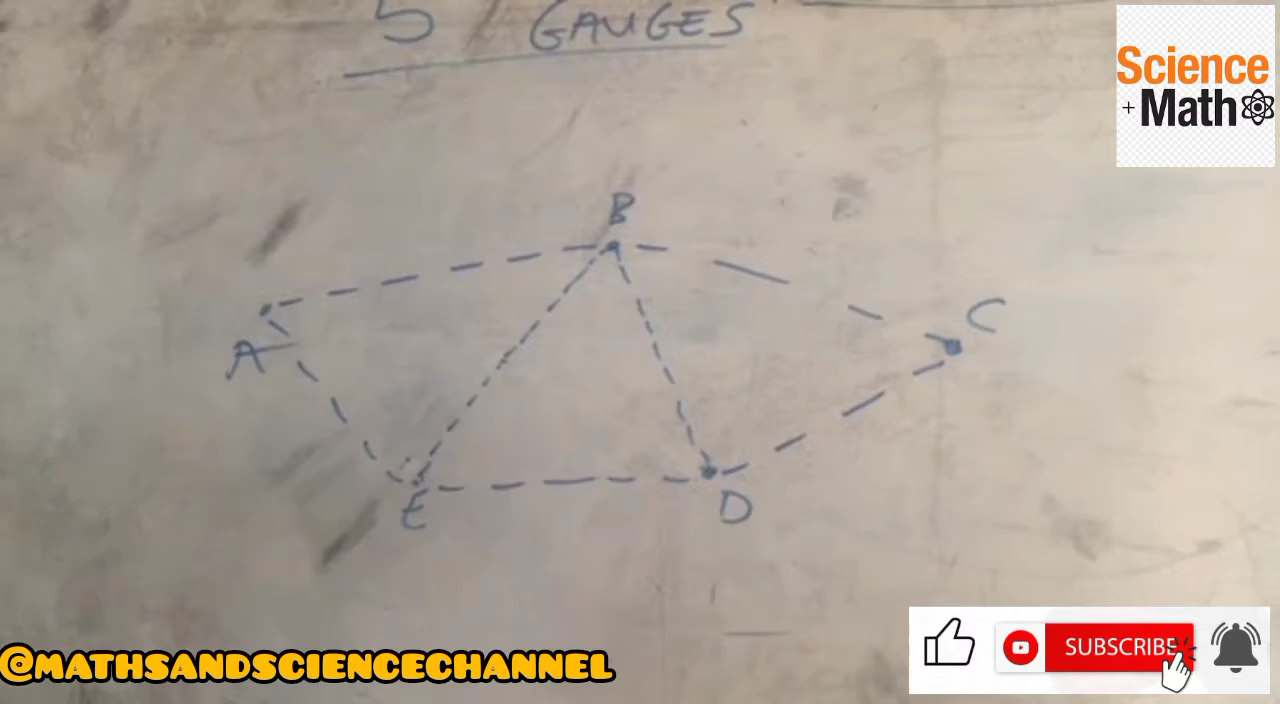 5 GAUGES
Science
+Math
B
C
A
E
D
SUBSCRIBE
@MATHSANDSCIENCECHANNEL